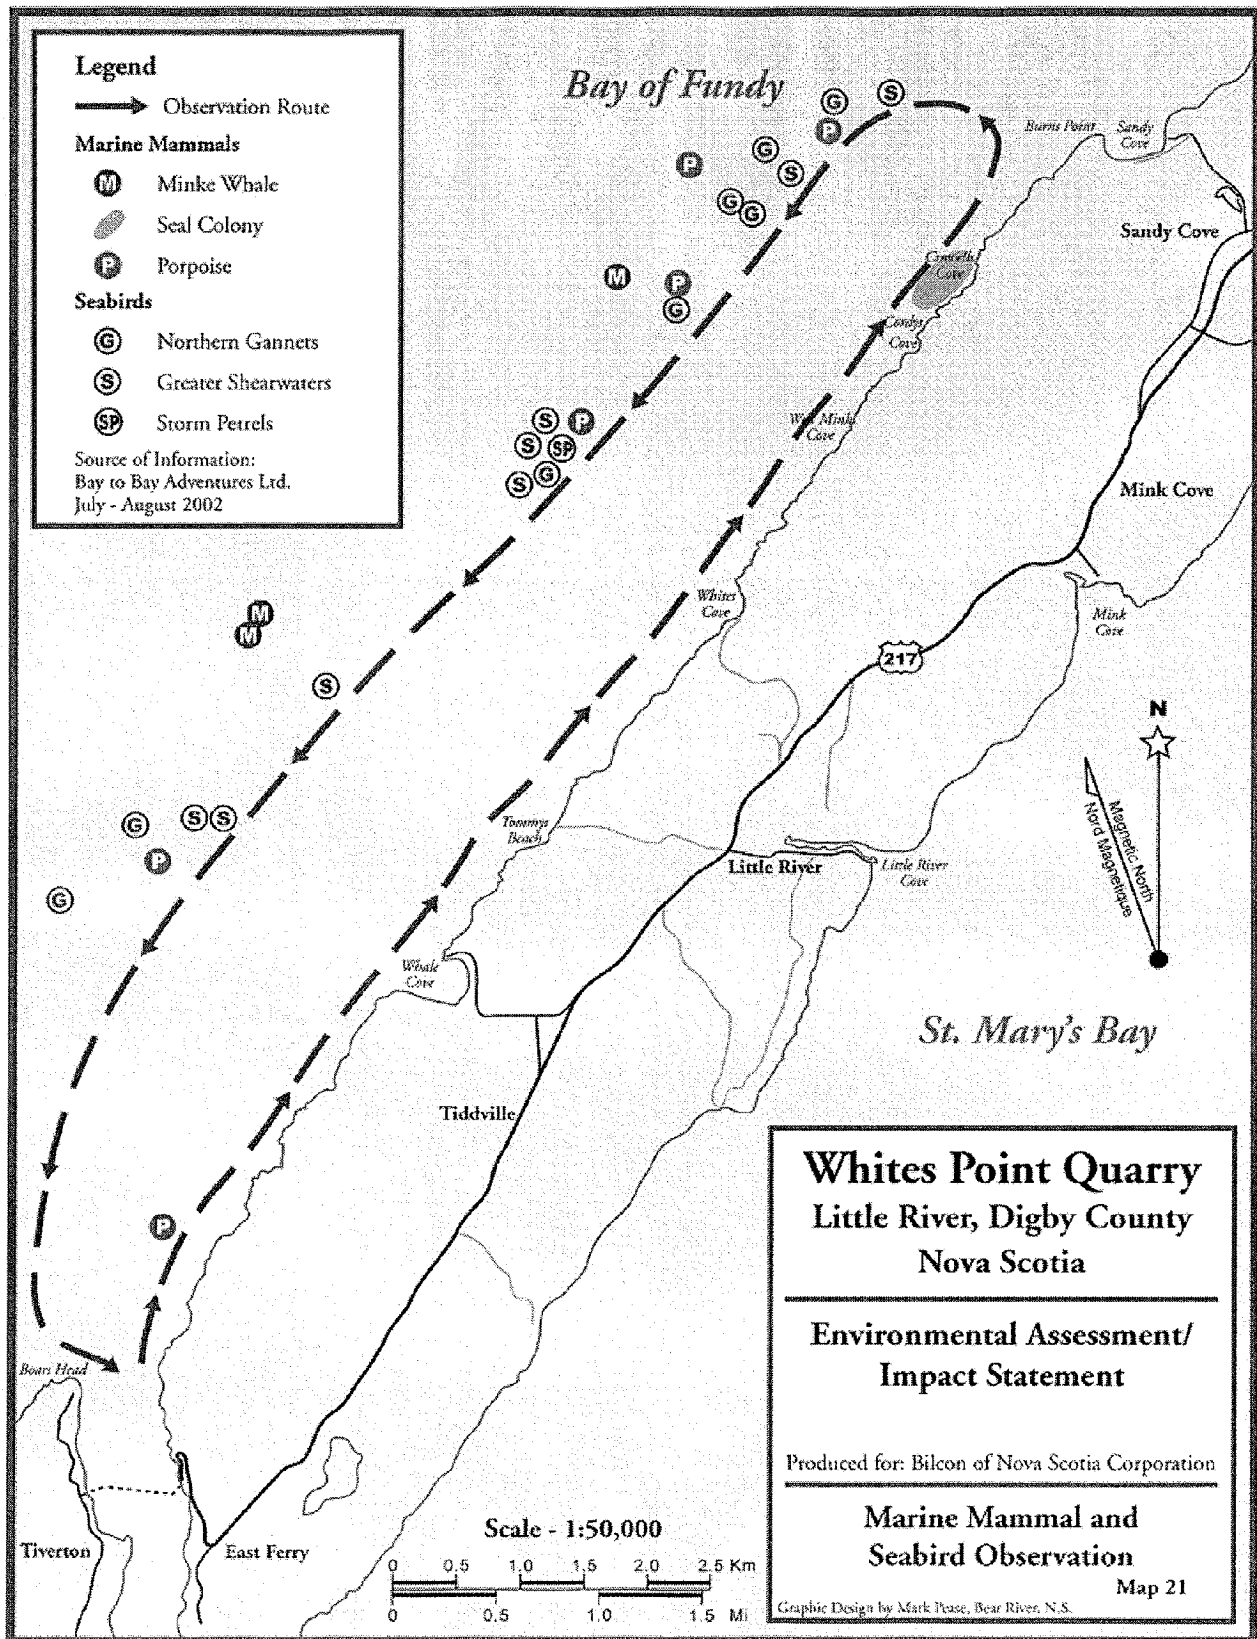 Legend
Observation Route
Marine Mammals
M Minke Whale
Seal Colony
P Porpoise
Seabirds
G Northern Gannets
S Greater Shearwaters
SP Storm Petrels
Source of Information:
Bay to Bay Adventures Ltd.
July - August 2002
Bay of Fundy
G
S
P
G
P
S
G
G
M
P
G
S
P
S
SP
S
G
M
M
S
G
S
S
P
G
P
Burns Point
Sandy
Cove
Sandy Cove
Cove
Cove
Mink
Cove
Mink Cove
Whites
Cove
Mink
Cove
217
N
Magnetic North
Nord Magnetique
Tommys
Beach
Little River
Little River
Cove
Whale
Cove
St. Mary's Bay
Tiddville
Boars Head
Tiverton
East Ferry
Scale - 1:50,000
0 0.5 1.0 1.5 2.0 2.5 Km
0 0.5 1.0 1.5 Mi
Whites Point Quarry
Little River, Digby County
Nova Scotia
Environmental Assessment/
Impact Statement
Produced for: Bilcon of Nova Scotia Corporation
Marine Mammal and
Seabird Observation
Map 21
Graphic Design by Mark Pease, Bear River, N.S.